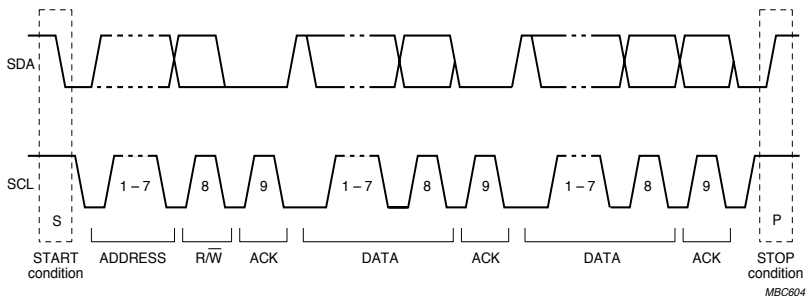 SDA
SCL
1 – 7 8 9 1 – 7 8 9 1 – 7 8 9
S P
START condition ADDRESS R/W̅ ACK DATA ACK DATA ACK STOP condition
MBC604